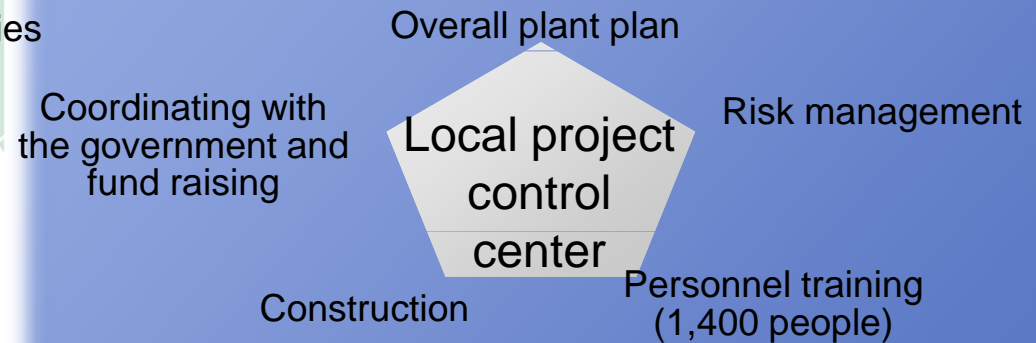 Overall plant plan
Coordinating with
the government and
fund raising
Risk management
Local project
control
center
Personnel training
(1,400 people)
Construction